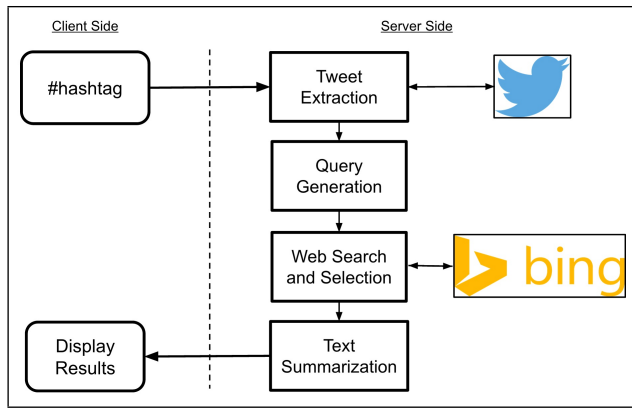 Client Side
Server Side
#hashtag
Tweet
Extraction
Query
Generation
Web Search
and Selection
bing
Text
Summarization
Display
Results